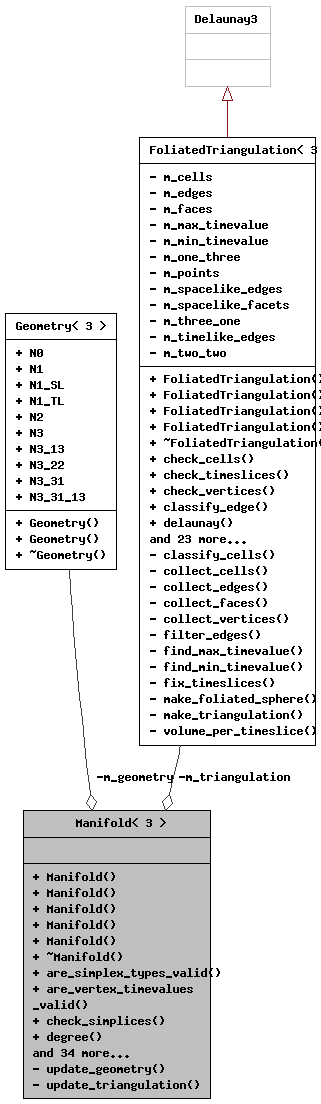 Delaunay3
FoliatedTriangulation< 3
- m_cells
- m_edges
- m_faces
- m_max_timevalue
- m_min_timevalue
- m_one_three
- m_points
- m_spacelike_edges
- m_spacelike_facets
- m_three_one
- m_timelike_edges
- m_two_two
+ FoliatedTriangulation()
+ FoliatedTriangulation()
+ FoliatedTriangulation()
+ FoliatedTriangulation()
+ ~FoliatedTriangulation(
+ check_cells()
+ check_timeslices()
+ check_vertices()
+ classify_edge()
+ delaunay()
and 23 more...
- classify_cells()
- collect_cells()
- collect_edges()
- collect_faces()
- collect_vertices()
- filter_edges()
- find_max_timevalue()
- find_min_timevalue()
- fix_timeslices()
- make_foliated_sphere()
- make_triangulation()
- volume_per_timeslice()
Geometry< 3 >
+ N0
+ N1
+ N1_SL
+ N1_TL
+ N2
+ N3
+ N3_13
+ N3_22
+ N3_31
+ N3_31_13
+ Geometry()
+ Geometry()
+ ~Geometry()
-m_geometry
-m_triangulation
Manifold< 3 >
+ Manifold()
+ Manifold()
+ Manifold()
+ Manifold()
+ Manifold()
+ ~Manifold()
+ are_simplex_types_valid()
+ are_vertex_timevalues
_valid()
+ check_simplices()
+ degree()
and 34 more...
- update_geometry()
- update_triangulation()